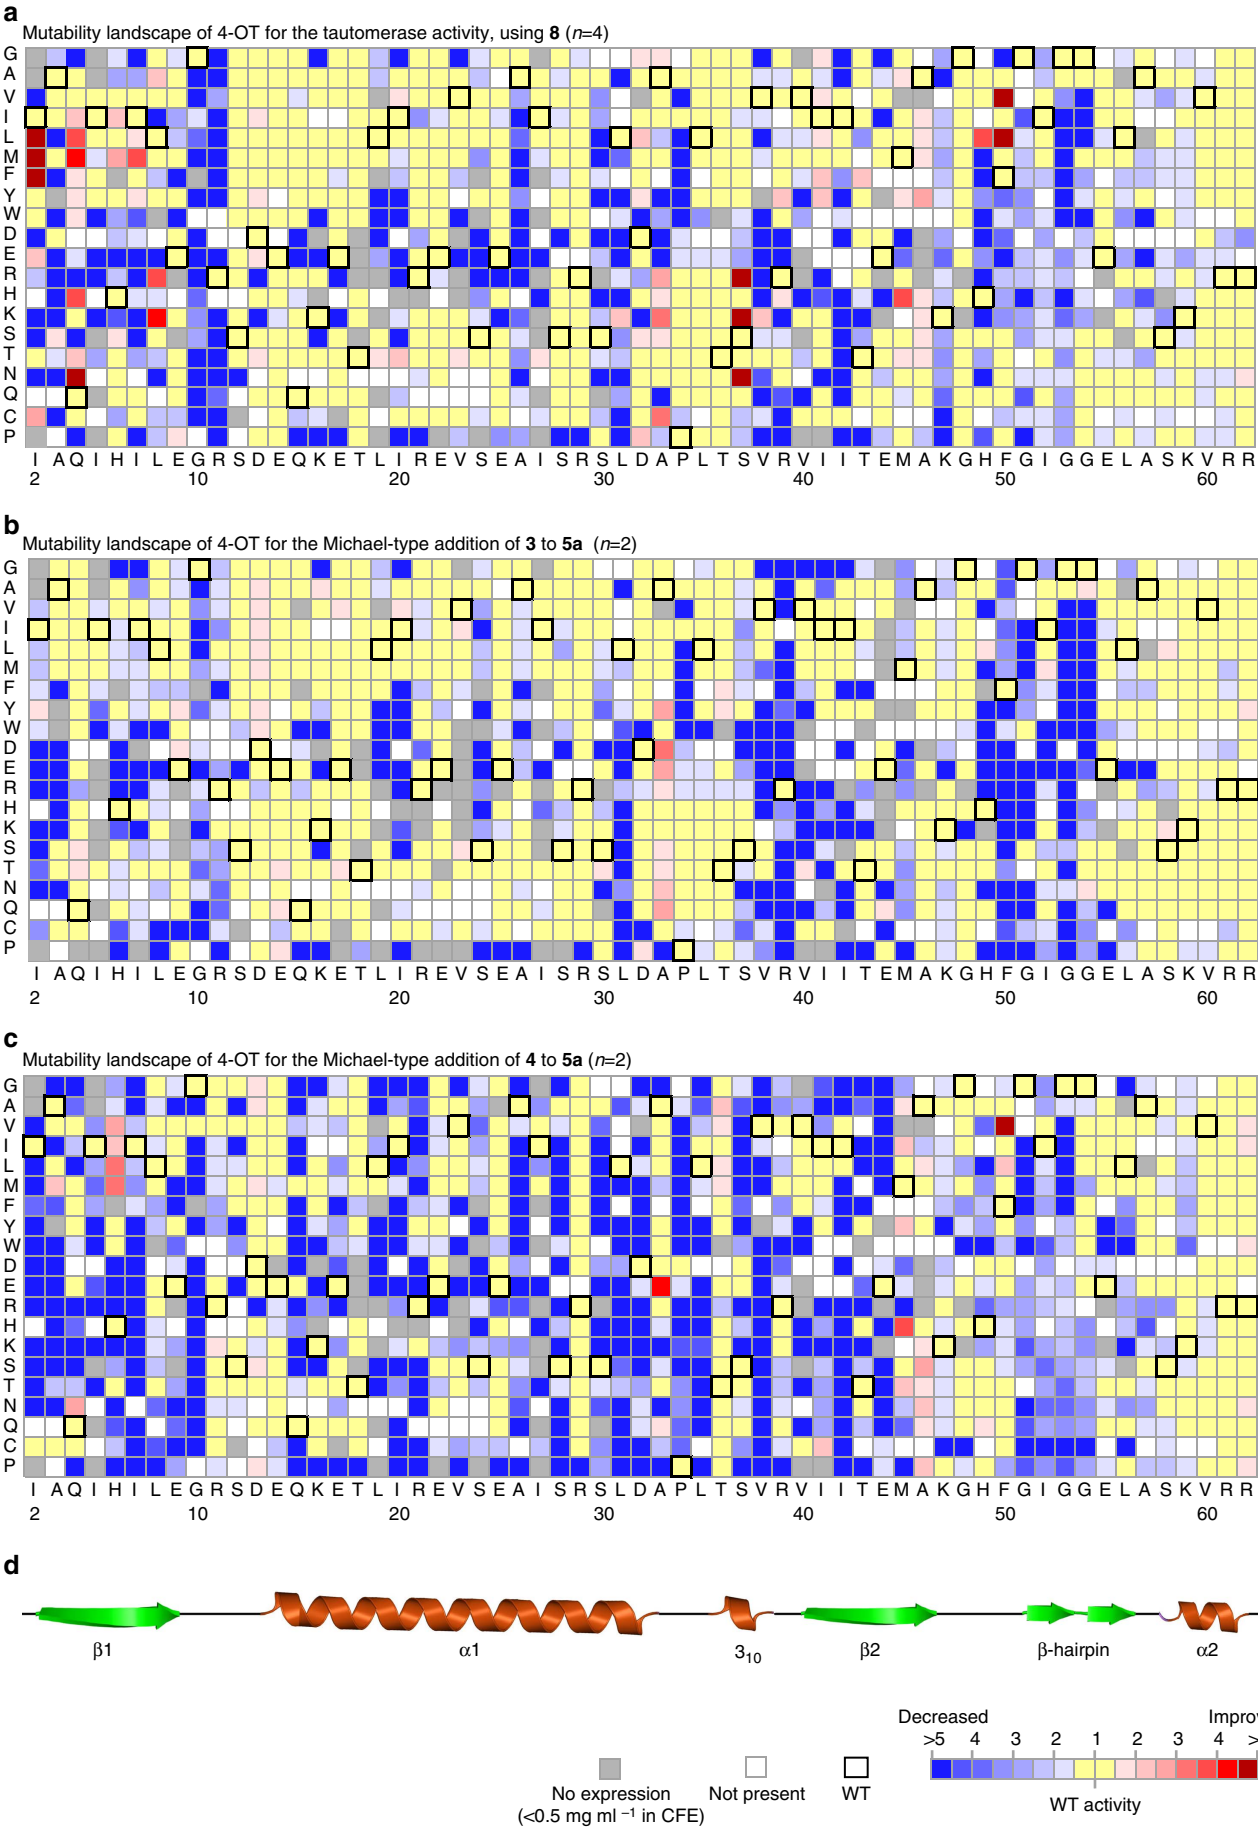 a
Mutability landscape of 4-OT for the tautomerase activity, using 8 (n=4)
G
A
V
I
L
M
F
Y
W
D
E
R
H
K
S
T
N
Q
C
P
I A Q I H I L E G R S D E Q K E T L I R E V S E A I S R S L D A P L T S V R V I I T E M A K G H F G I G G E L A S K V R R
2 10 20 30 40 50 60
b
Mutability landscape of 4-OT for the Michael-type addition of 3 to 5a (n=2)
G
A
V
I
L
M
F
Y
W
D
E
R
H
K
S
T
N
Q
C
P
I A Q I H I L E G R S D E Q K E T L I R E V S E A I S R S L D A P L T S V R V I I T E M A K G H F G I G G E L A S K V R R
2 10 20 30 40 50 60
c
Mutability landscape of 4-OT for the Michael-type addition of 4 to 5a (n=2)
G
A
V
I
L
M
F
Y
W
D
E
R
H
K
S
T
N
Q
C
P
I A Q I H I L E G R S D E Q K E T L I R E V S E A I S R S L D A P L T S V R V I I T E M A K G H F G I G G E L A S K V R R
2 10 20 30 40 50 60
d
β1 α1 3₁₀ β2 β-hairpin α2
Decreased Improv
>5 4 3 2 1 2 3 4 >
WT activity
No expression
(<0.5 mg ml⁻¹ in CFE)
Not present
WT